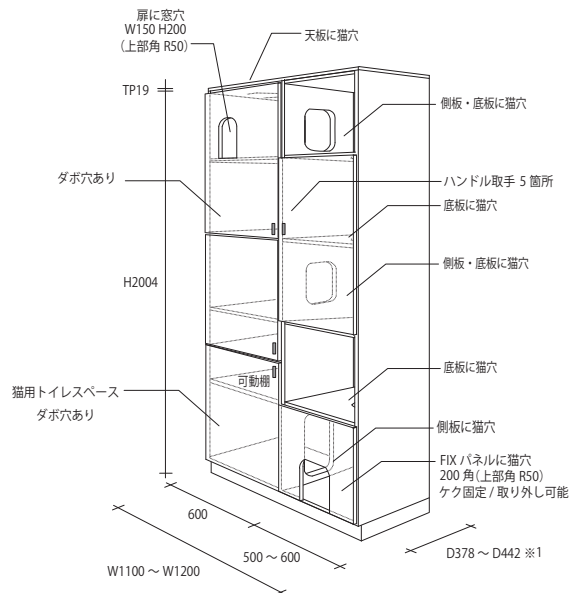 扉に窓穴
W150 H200
（上部角 R50）
天板に猫穴
TP19
側板・底板に猫穴
ダボ穴あり
ハンドル取手 5 箇所
底板に猫穴
側板・底板に猫穴
H2004
可動棚
底板に猫穴
猫用トイレスペース
ダボ穴あり
側板に猫穴
FIX パネルに猫穴
200 角（上部角 R50）
ケク固定 / 取り外し可能
600
500 〜 600
W1100 〜 W1200
D378 〜 D442 ※1